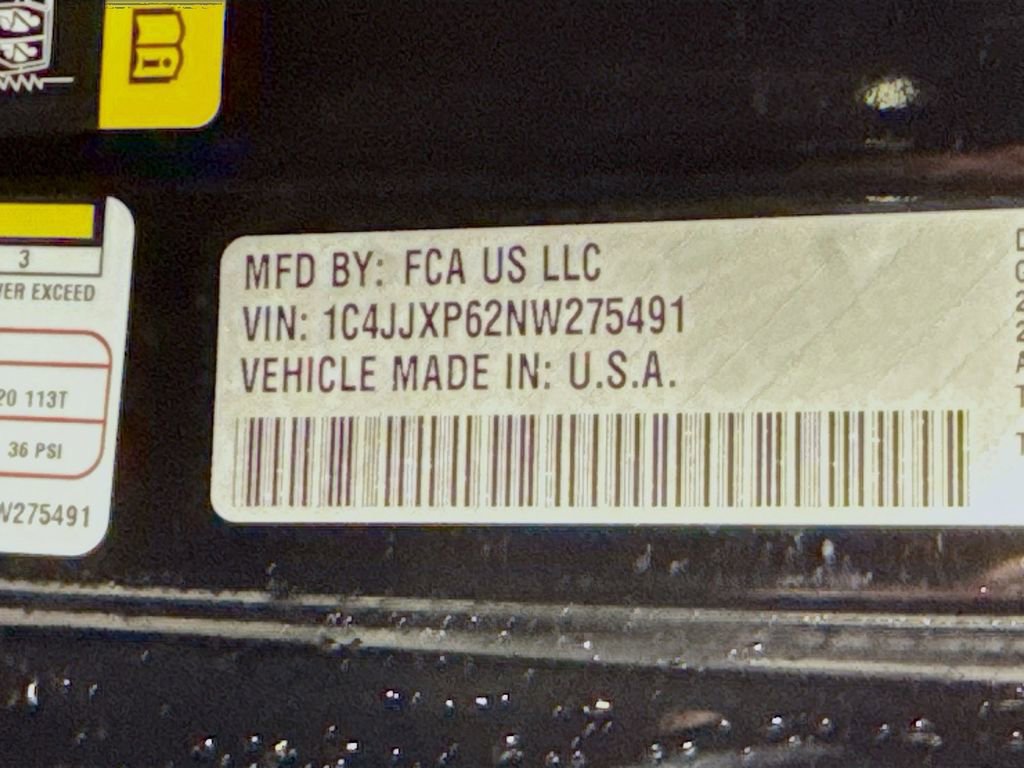 3
VER EXCEED
20 113T
36 PSI
W275491
MFD BY: FCA US LLC
VIN: 1C4JJXP62NW275491
VEHICLE MADE IN: U.S.A.